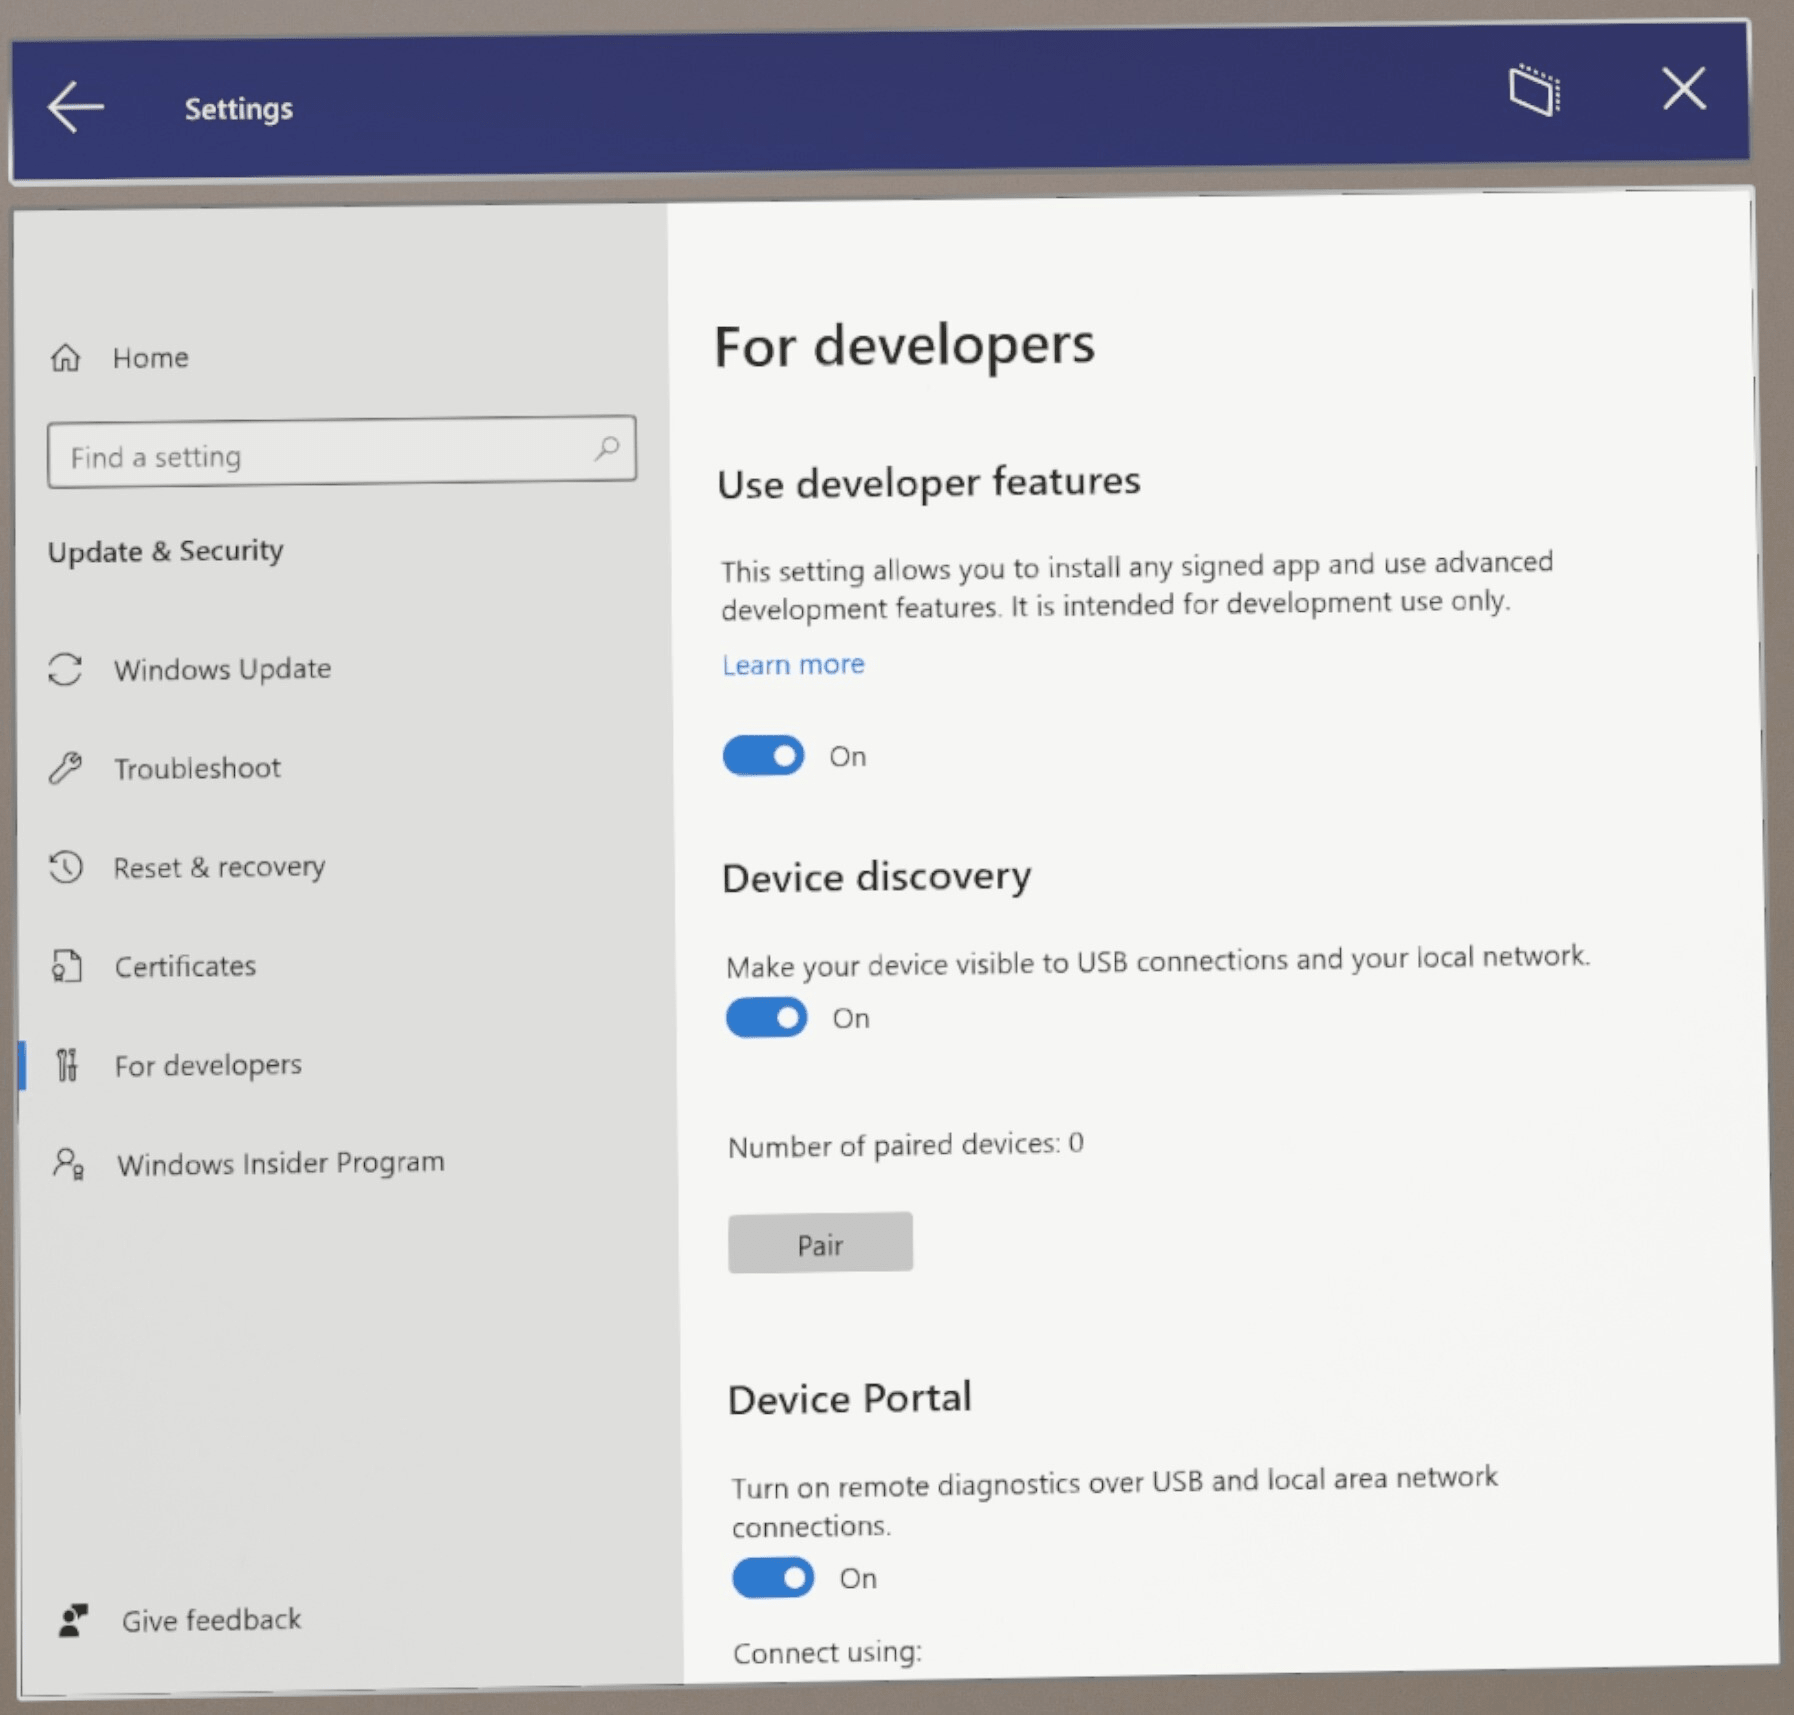 Settings
Home
Find a setting
Update & Security
Windows Update
Troubleshoot
Reset & recovery
Certificates
For developers
Windows Insider Program
Give feedback
For developers
Use developer features
This setting allows you to install any signed app and use advanced
development features. It is intended for development use only.
Learn more
On
Device discovery
Make your device visible to USB connections and your local network.
On
Number of paired devices: 0
Pair
Device Portal
Turn on remote diagnostics over USB and local area network
connections.
On
Connect using: